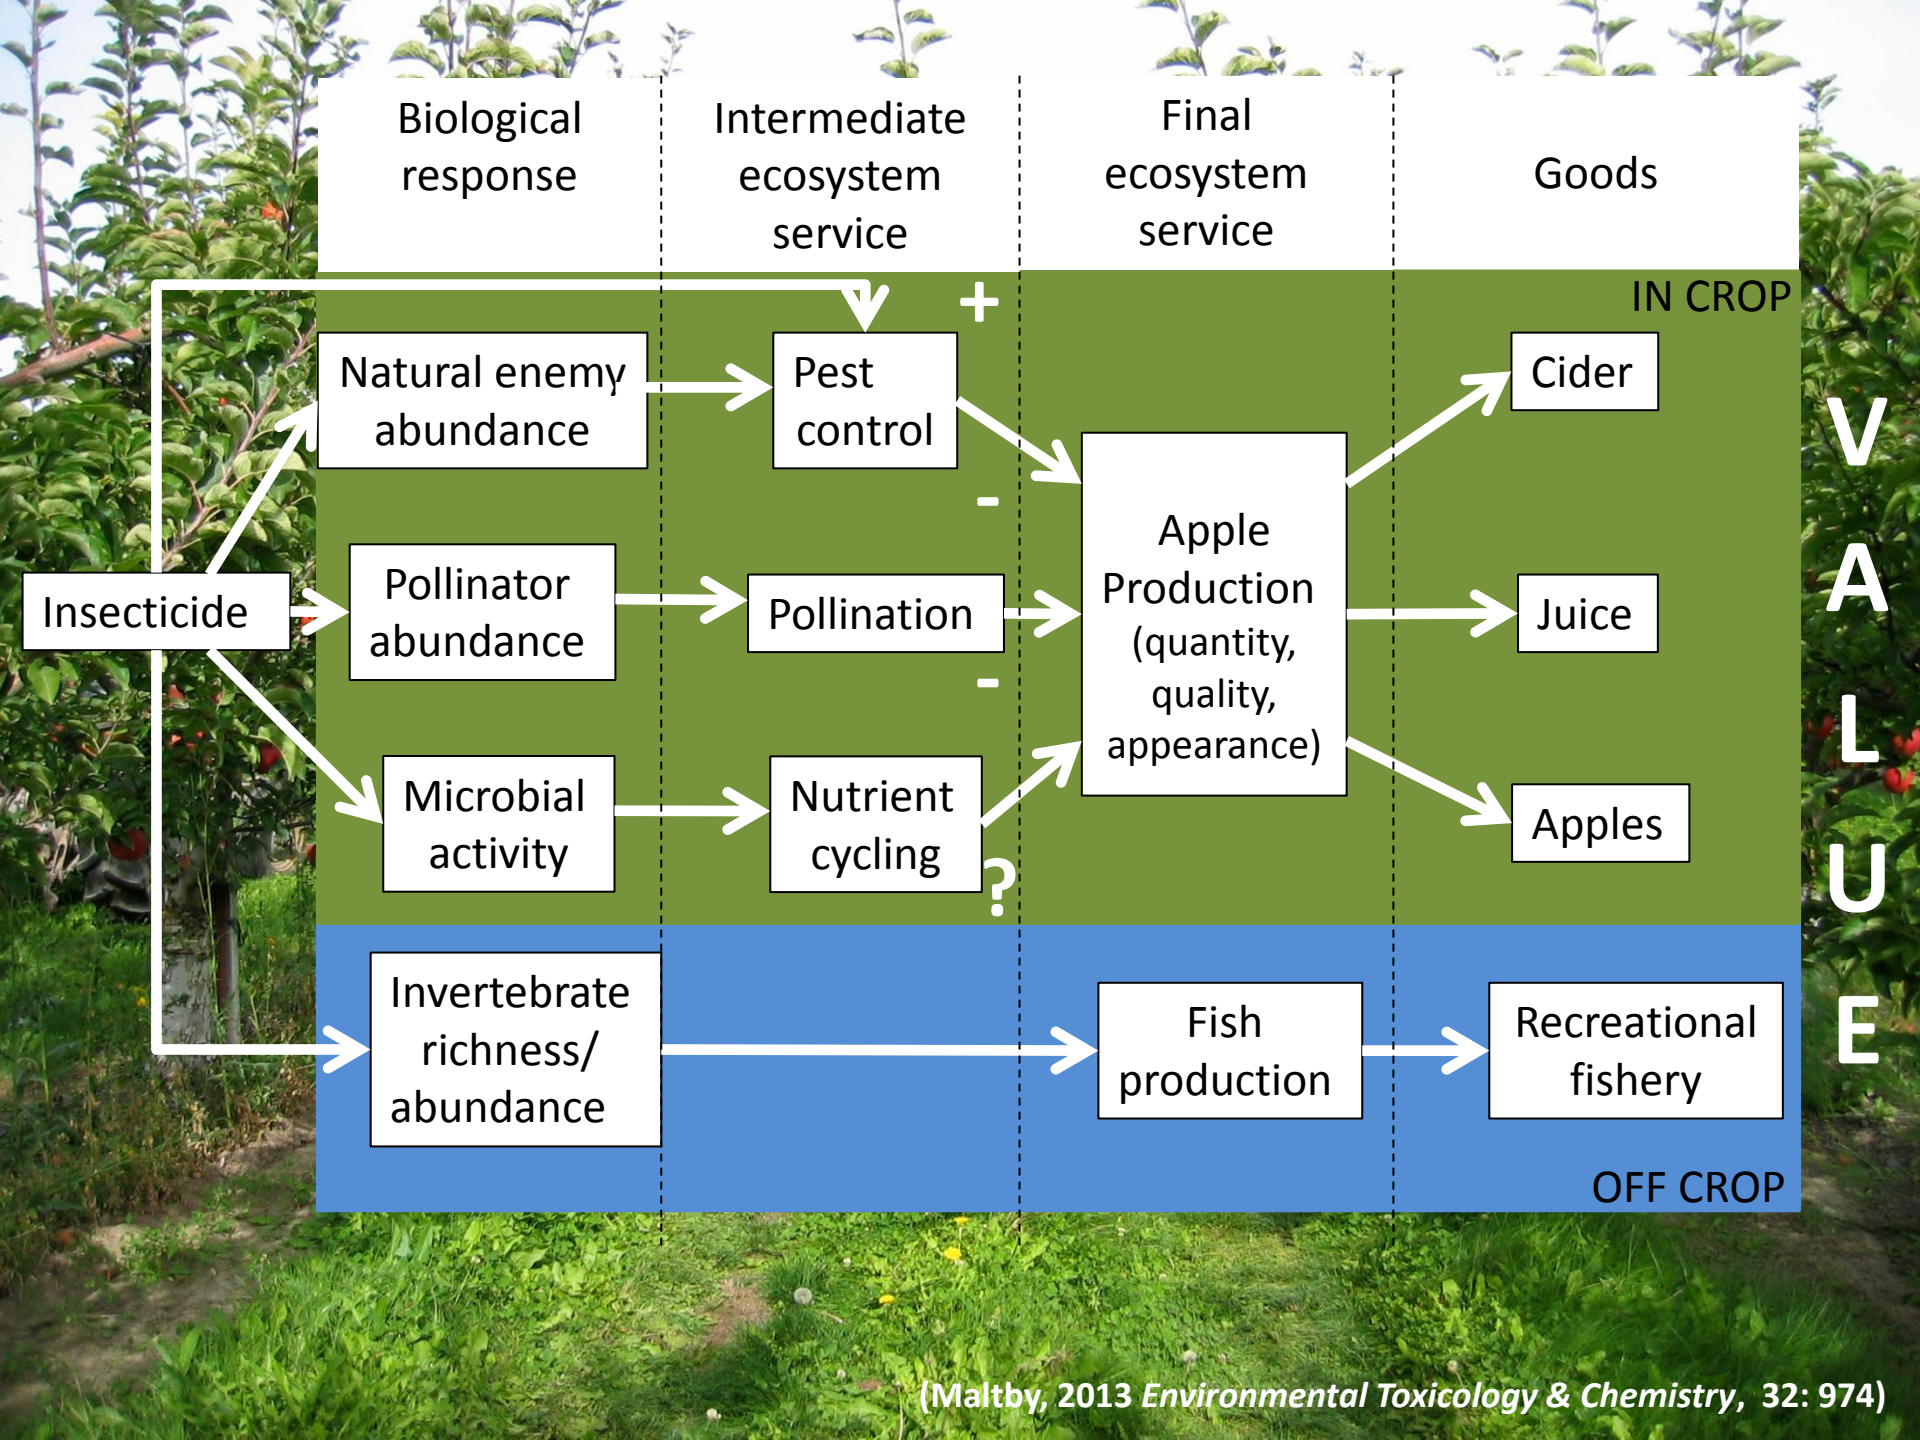 Biological
response
Intermediate
ecosystem
service
Final
ecosystem
service
Goods
IN CROP
+
Natural enemy
abundance
Pest
control
Cider
-
Insecticide
Pollinator
abundance
Pollination
Apple
Production
(quantity,
quality,
appearance)
Juice
-
Microbial
activity
Nutrient
cycling
?
Apples
Invertebrate
richness/
abundance
Fish
production
Recreational
fishery
OFF CROP
V
A
L
U
E
(Maltby, 2013 Environmental Toxicology & Chemistry, 32: 974)